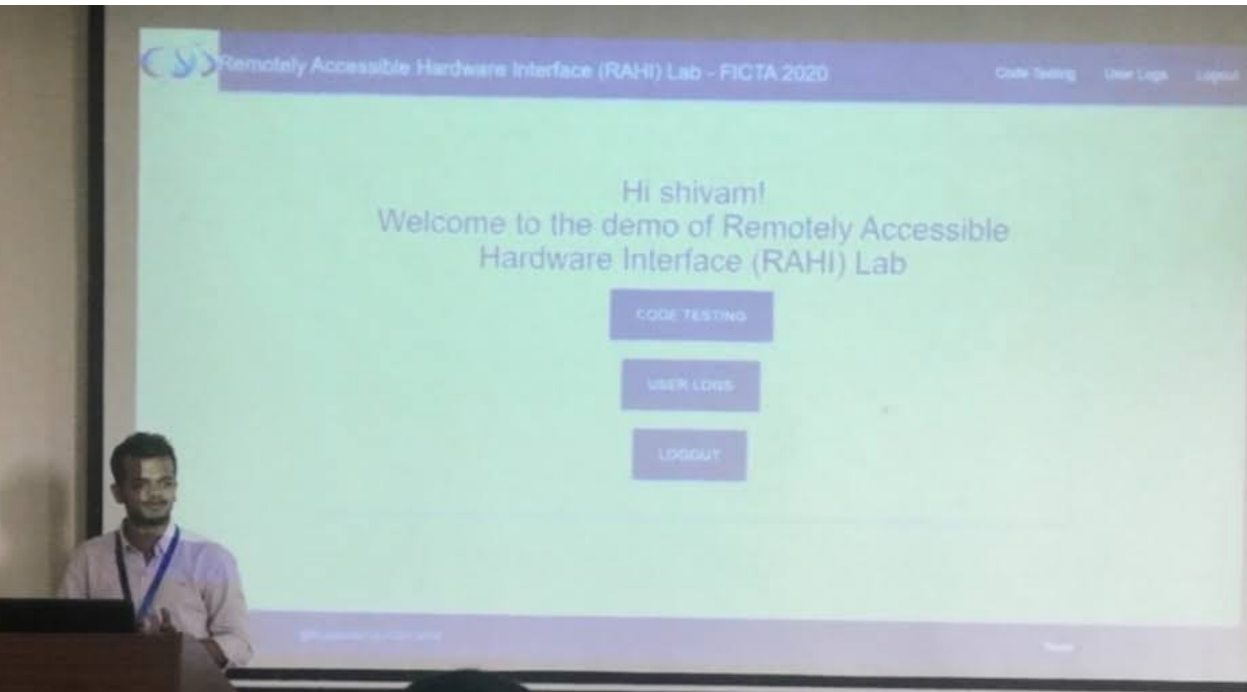 Remotely Accessible Hardware Interface (RAHI) Lab - FICTA 2020
Code Testing User Logs Logout
Hi shivam!
Welcome to the demo of Remotely Accessible
Hardware Interface (RAHI) Lab
CODE TESTING
USER LOGS
LOGOUT